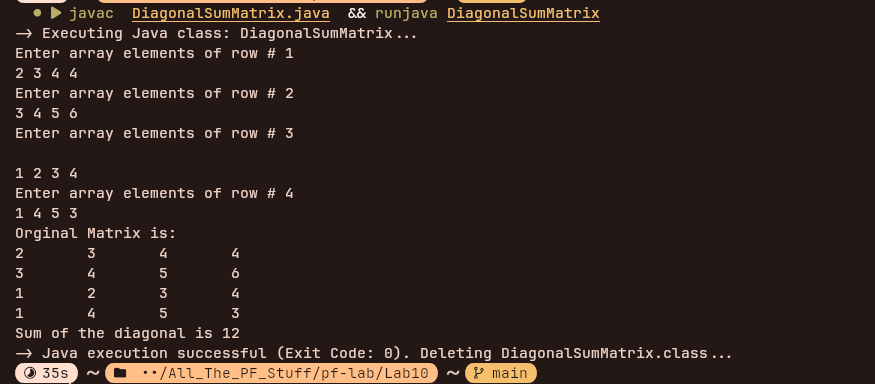 javac DiagonalSumMatrix.java && runjava DiagonalSumMatrix
-> Executing Java class: DiagonalSumMatrix...
Enter array elements of row # 1
2 3 4 4
Enter array elements of row # 2
3 4 5 6
Enter array elements of row # 3
1 2 3 4
Enter array elements of row # 4
1 4 5 3
Orginal Matrix is:
2 3 4 4
3 4 5 6
1 2 3 4
1 4 5 3
Sum of the diagonal is 12
-> Java execution successful (Exit Code: 0). Deleting DiagonalSumMatrix.class...
35s ~ ··/All_The_PF_Stuff/pf-lab/Lab10 ~ main